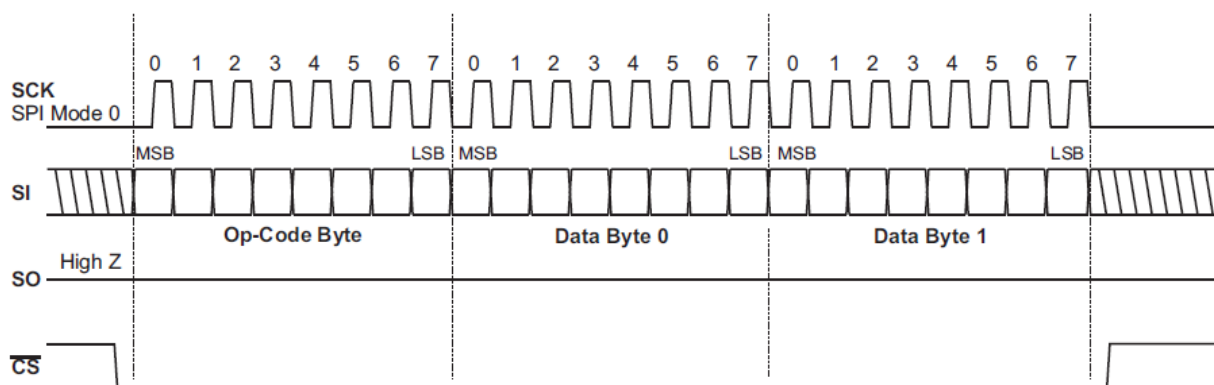 0 1 2 3 4 5 6 7 0 1 2 3 4 5 6 7 0 1 2 3 4 5 6 7
SCK
SPI Mode 0
MSB LSB MSB LSB MSB LSB
SI
Op-Code Byte Data Byte 0 Data Byte 1
High Z
SO
CS